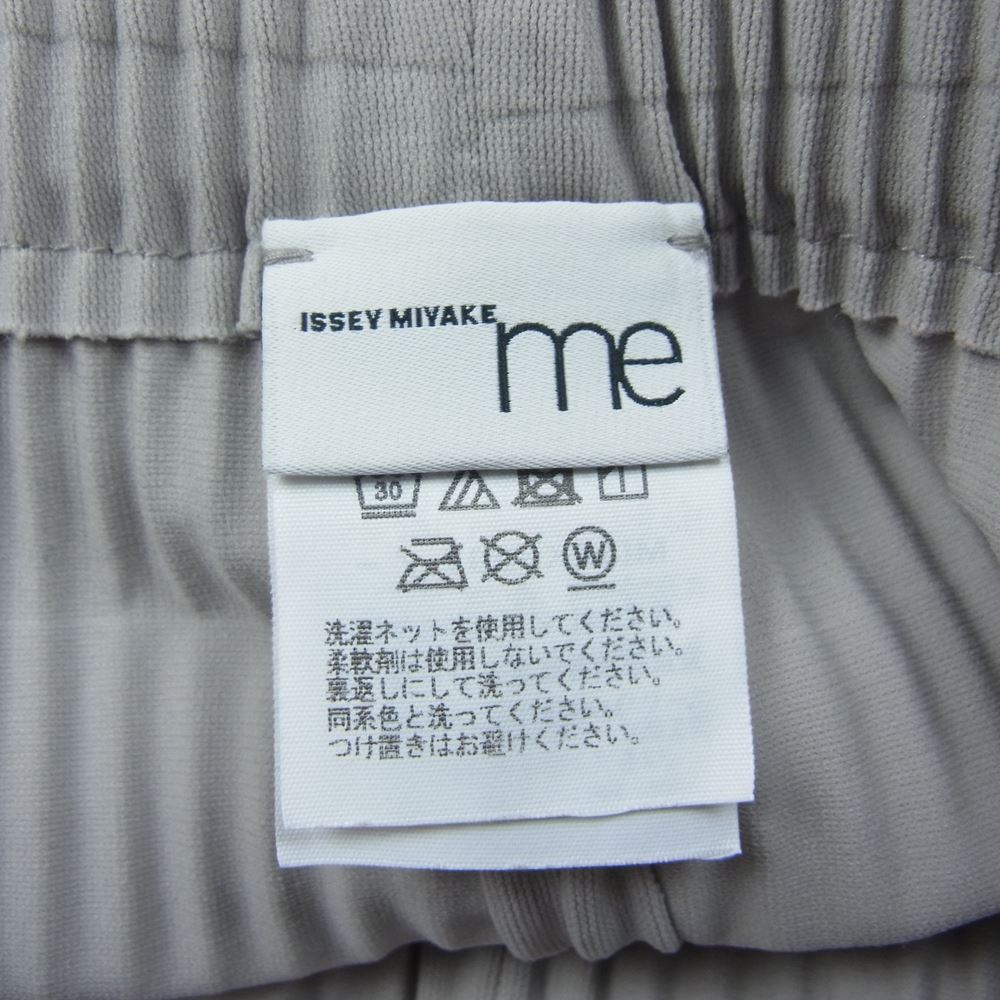 ISSEY MIYAKE
me
30
W
洗濯ネットを使用してください。
柔軟剤は使用しないでください。
裏返しにして洗ってください。
同系色と洗ってください。
つけ置きはお避けください。